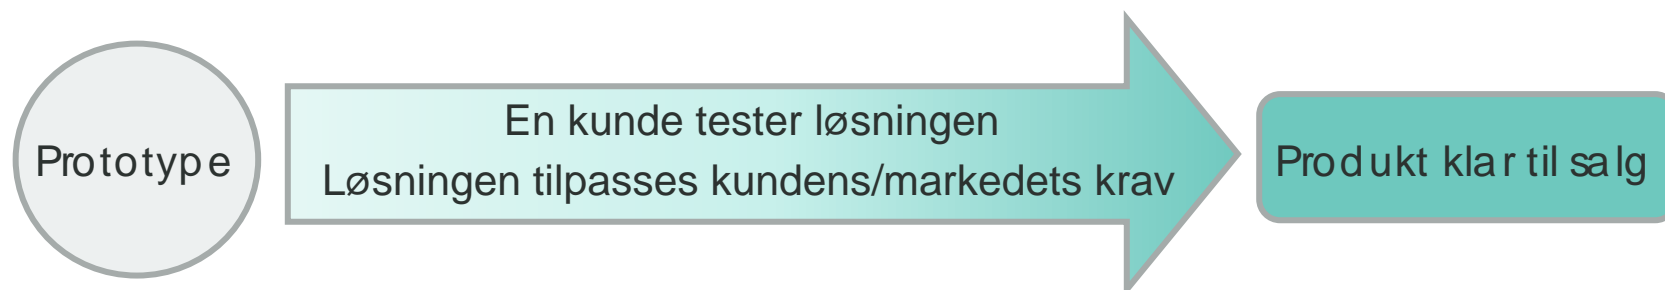 Prototype
En kunde tester løsningen
Løsningen tilpasses kundens/markedets krav
Produkt klar til salg